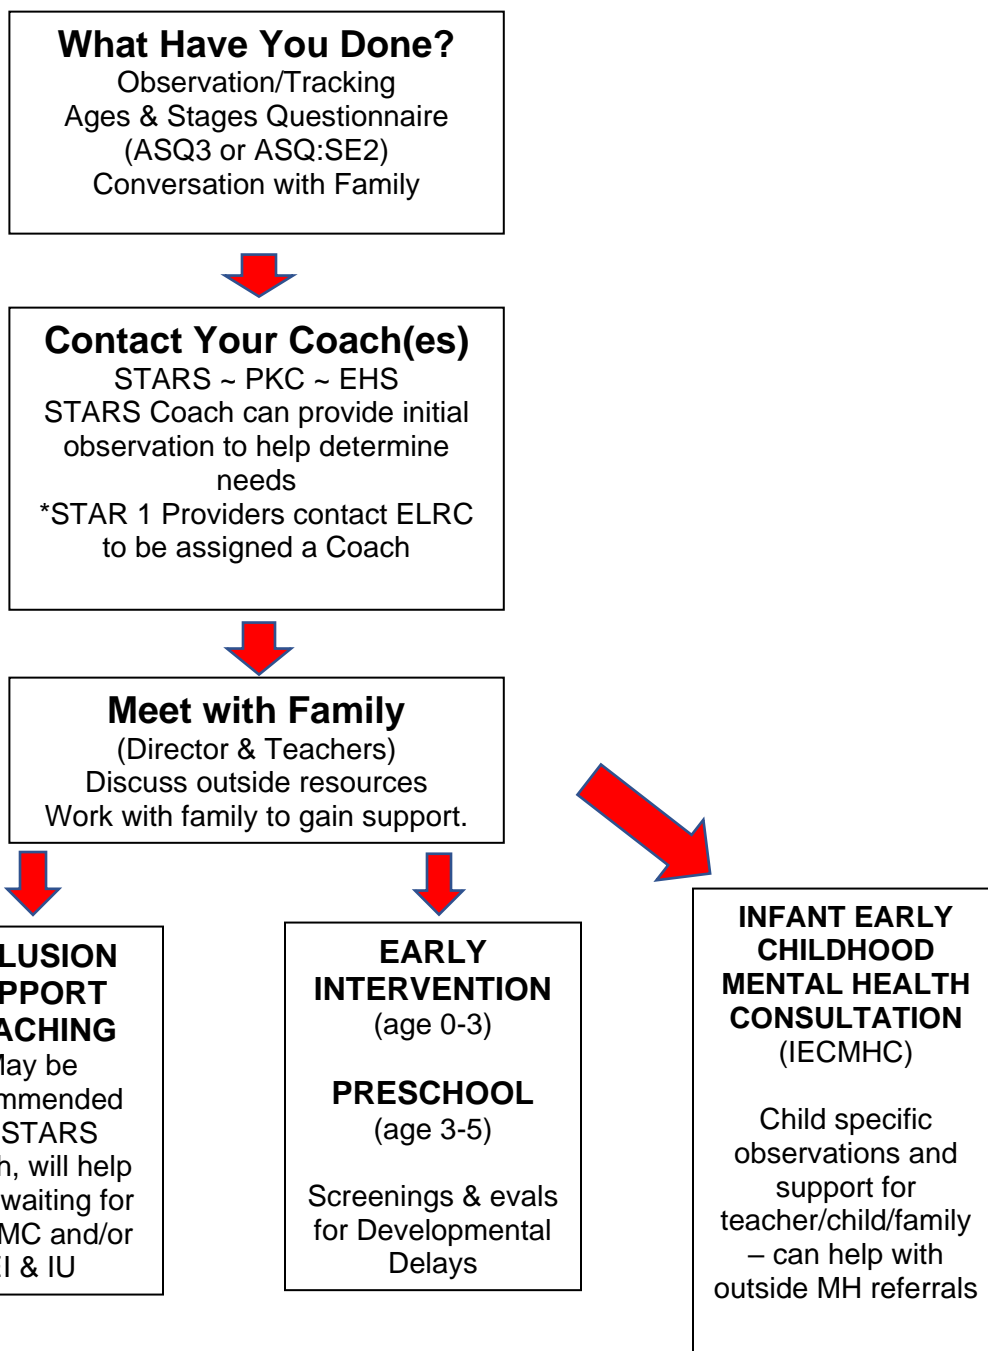 What Have You Done?
Observation/Tracking
Ages & Stages Questionnaire
(ASQ3 or ASQ:SE2)
Conversation with Family
Contact Your Coach(es)
STARS ~ PKC ~ EHS
STARS Coach can provide initial
observation to help determine
needs
*STAR 1 Providers contact ELRC
to be assigned a Coach
Meet with Family
(Director & Teachers)
Discuss outside resources
Work with family to gain support.
LUSION
PPORT
ACHING
May be
mmended
STARS
h, will help
waiting for
MC and/or
EI & IU
EARLY
INTERVENTION
(age 0-3)
PRESCHOOL
(age 3-5)
Screenings & evals
for Developmental
Delays
INFANT EARLY
CHILDHOOD
MENTAL HEALTH
CONSULTATION
(IECMHC)
Child specific
observations and
support for
teacher/child/family
– can help with
outside MH referrals